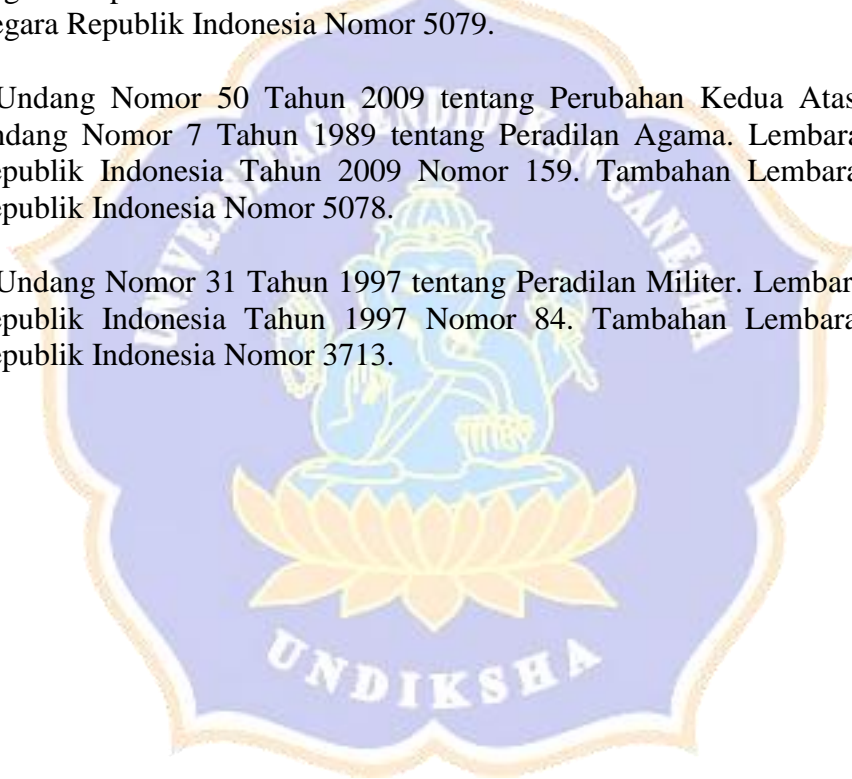 egara Republik Indonesia Nomor 5079.
Undang Nomor 50 Tahun 2009 tentang Perubahan Kedua Atas
ndang Nomor 7 Tahun 1989 tentang Peradilan Agama. Lembara
epublik Indonesia Tahun 2009 Nomor 159. Tambahan Lembara
epublik Indonesia Nomor 5078.
Undang Nomor 31 Tahun 1997 tentang Peradilan Militer. Lembar
epublik Indonesia Tahun 1997 Nomor 84. Tambahan Lembara
epublik Indonesia Nomor 3713.
UNIVERSITAS PENDIDIKAN GANESHA
UNDIKSHA